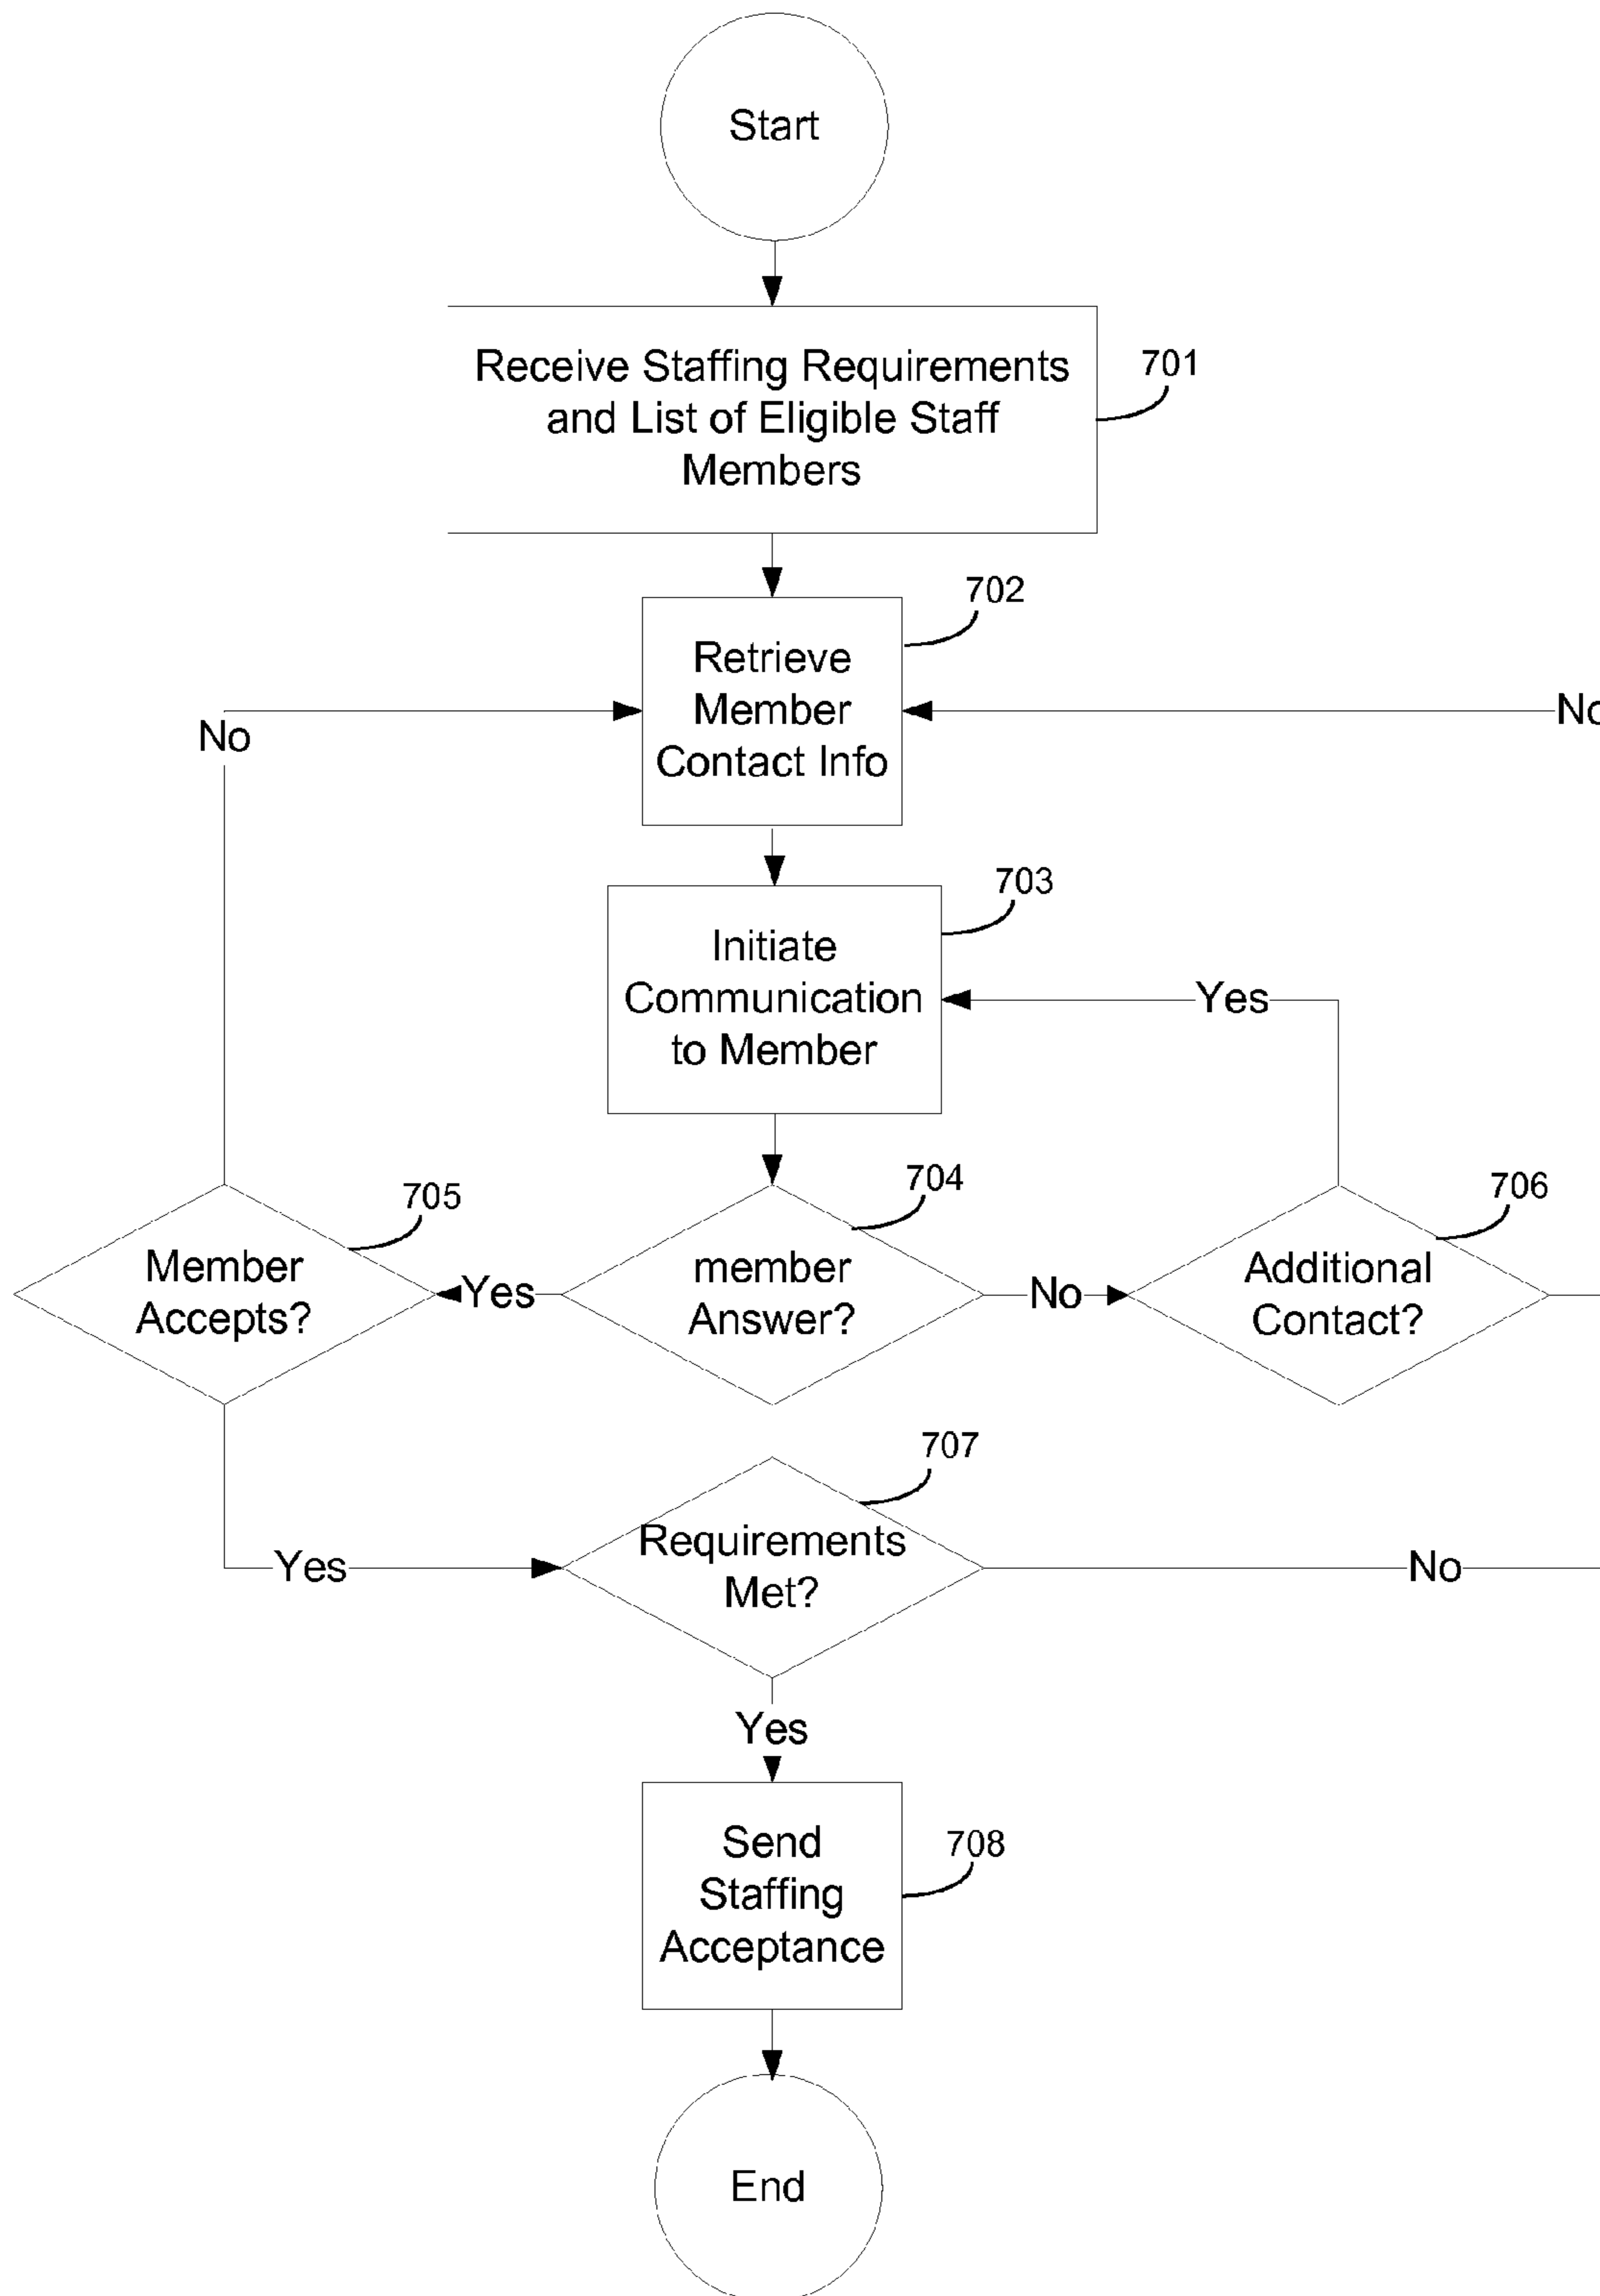 Start
Receive Staffing Requirements
and List of Eligible Staff
Members
701
702
Retrieve
Member
Contact Info
No
No
703
Initiate
Communication
to Member
Yes
705
704
706
Member
Accepts?
Yes
member
Answer?
No
Additional
Contact?
707
Requirements
Met?
Yes
No
Yes
708
Send
Staffing
Acceptance
End